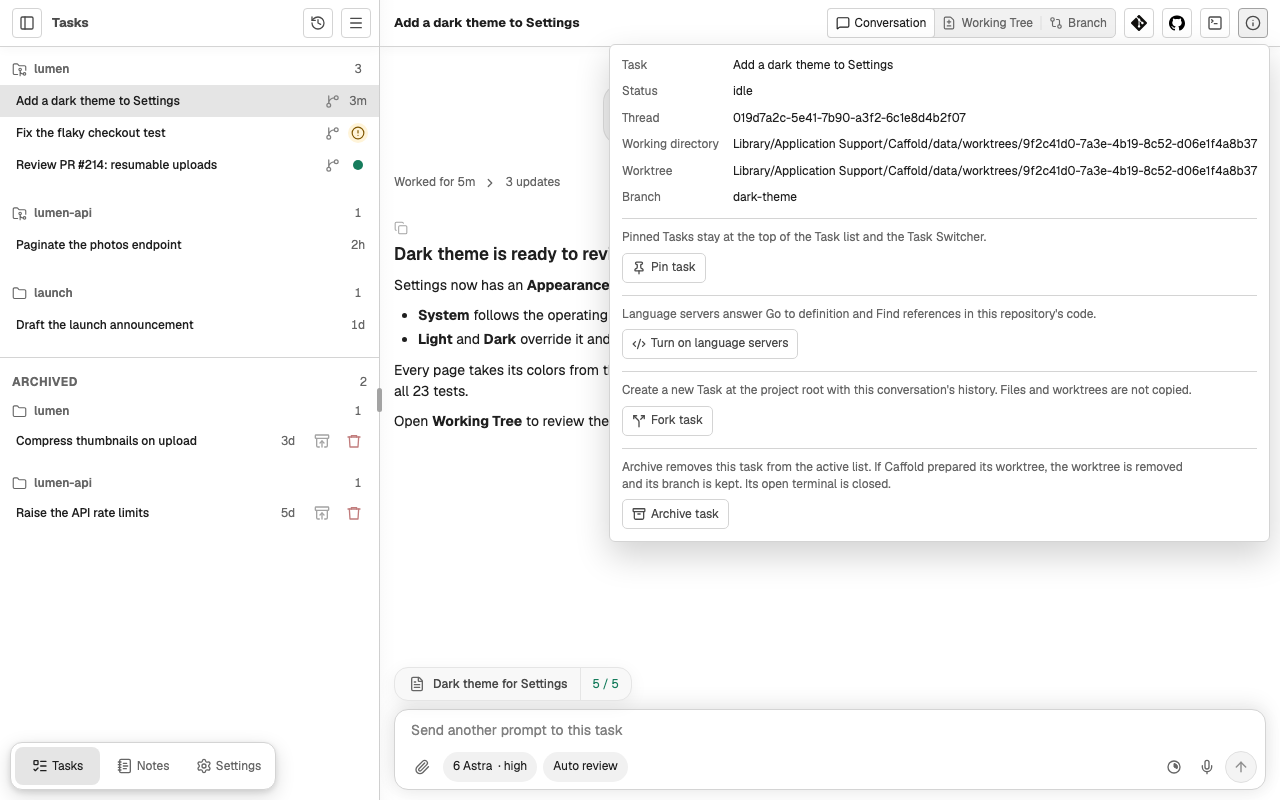 Tasks
lumen 3
Add a dark theme to Settings 3m
Fix the flaky checkout test
Review PR #214: resumable uploads
lumen-api 1
Paginate the photos endpoint 2h
launch 1
Draft the launch announcement 1d
ARCHIVED 2
lumen 1
Compress thumbnails on upload 3d
lumen-api 1
Raise the API rate limits 5d
Tasks Notes Settings
Add a dark theme to Settings
Conversation Working Tree Branch
Worked for 5m 3 updates
Dark theme is ready to rev
Settings now has an Appearance
System follows the operating
Light and Dark override it and
Every page takes its colors from t
all 23 tests.
Open Working Tree to review the
Task Add a dark theme to Settings
Status idle
Thread 019d7a2c-5e41-7b90-a3f2-6c1e8d4b2f07
Working directory Library/Application Support/Caffold/data/worktrees/9f2c41d0-7a3e-4b19-8c52-d06e1f4a8b37
Worktree Library/Application Support/Caffold/data/worktrees/9f2c41d0-7a3e-4b19-8c52-d06e1f4a8b37
Branch dark-theme
Pinned Tasks stay at the top of the Task list and the Task Switcher.
Pin task
Language servers answer Go to definition and Find references in this repository's code.
Turn on language servers
Create a new Task at the project root with this conversation's history. Files and worktrees are not copied.
Fork task
Archive removes this task from the active list. If Caffold prepared its worktree, the worktree is removed
and its branch is kept. Its open terminal is closed.
Archive task
Dark theme for Settings 5 / 5
Send another prompt to this task
6 Astra · high Auto review